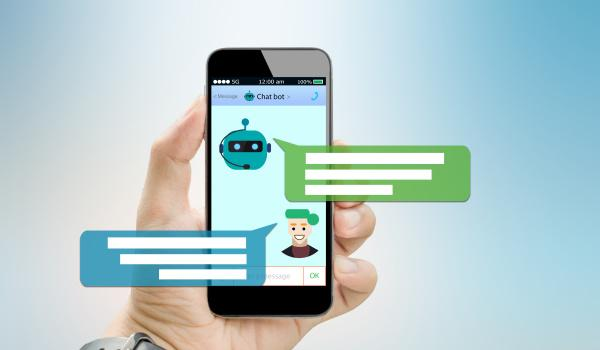 5G 12:00 am 100%
< Message Chat bot >
message OK